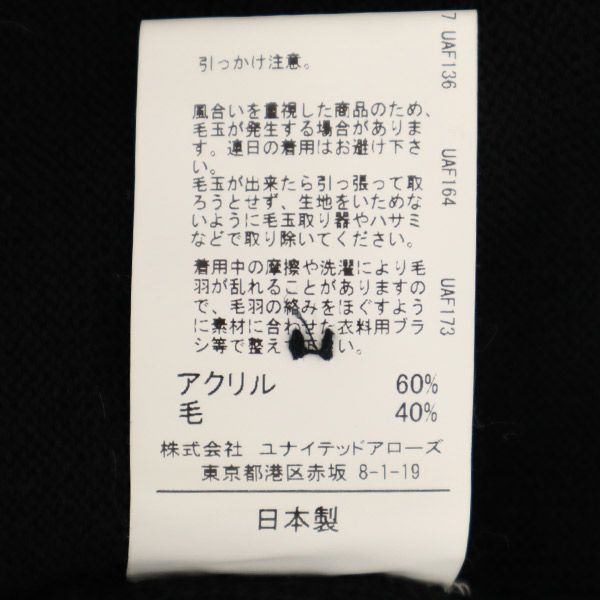 引っかけ注意。
風合いを重視した商品のため、
毛玉が発生する場合がありま
す。連日の着用はお避け下さ
い。
毛玉が出来たら引っ張って取
ろうとせず、生地をいためな
いように毛玉取り器やハサミ
などで取り除いてください。
着用中の摩擦や洗濯により毛
羽が乱れることがありますの
で、毛羽の絡みをほぐすよう
に素材に合わせた衣料用ブラ
シ等で整え い。
アクリル 60%
毛 40%
株式会社 ユナイテッドアローズ
東京都港区赤坂 8-1-19
日本製
7 UAF136
UAF164
UAF173